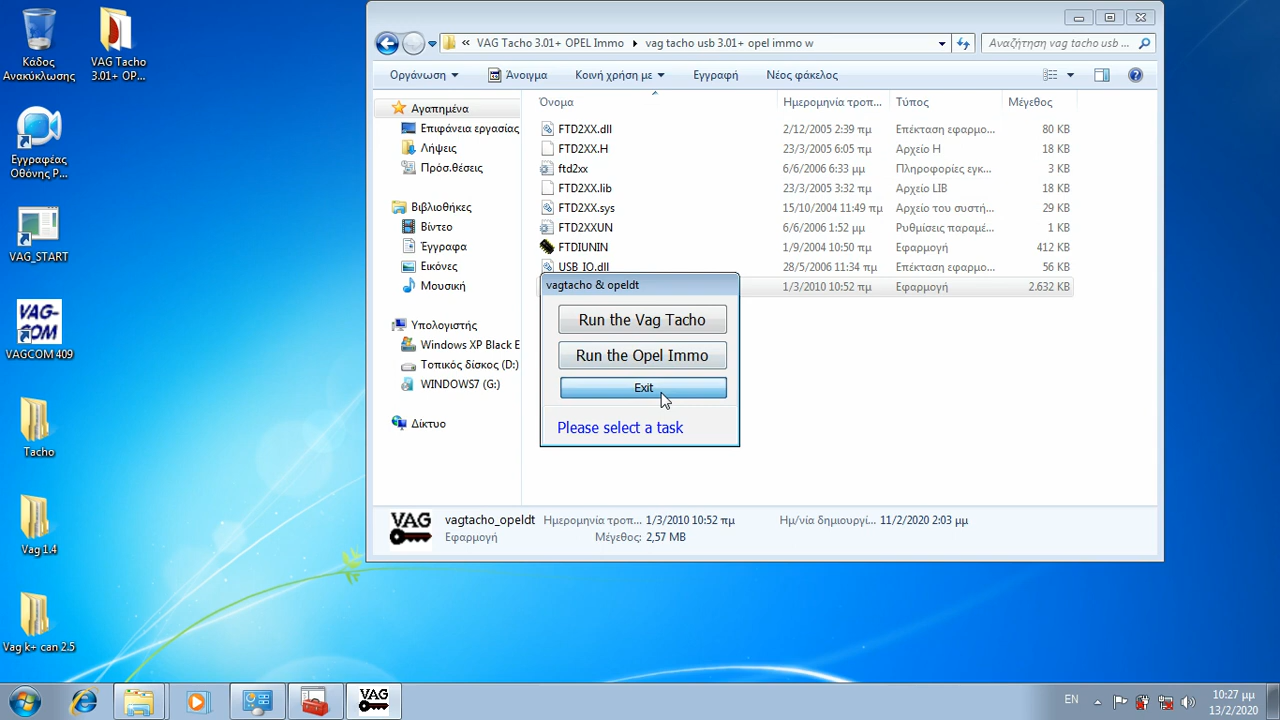 Κάδος
Ανακύκλωσης
VAG Tacho
3.01+ OP...
Εγγραφέας
Οθόνης P...
VAG_START
VAG-
COM
VAGCOM 409
Tacho
Vag 1.4
Vag k+ can 2.5
« VAG Tacho 3.01+ OPEL Immo ▸ vag tacho usb 3.01+ opel immo w
Αναζήτηση vag tacho usb ...
Οργάνωση
Άνοιγμα
Κοινή χρήση με
Εγγραφή
Νέος φάκελος
Αγαπημένα
Επιφάνεια εργασίας
Λήψεις
Πρόσ.θέσεις
Βιβλιοθήκες
Βίντεο
Έγγραφα
Εικόνες
Μουσική
Υπολογιστής
Windows XP Black E
Τοπικός δίσκος (D:)
WINDOWS7 (G:)
Δίκτυο
Όνομα Ημερομηνία τροπ... Τύπος Μέγεθος
FTD2XX.dll 2/12/2005 2:39 πμ Επέκταση εφαρμο... 80 KB
FTD2XX.H 23/3/2005 6:05 πμ Αρχείο H 18 KB
ftd2xx 6/6/2006 6:33 μμ Πληροφορίες εγκ... 3 KB
FTD2XX.lib 23/3/2005 3:32 πμ Αρχείο LIB 18 KB
FTD2XX.sys 15/10/2004 11:49 πμ Αρχείο του συστή... 29 KB
FTD2XXUN 6/6/2006 1:52 μμ Ρυθμίσεις παραμέ... 1 KB
FTDIUNIN 1/9/2004 10:50 πμ Εφαρμογή 412 KB
USB_IO.dll 28/5/2006 11:34 πμ Επέκταση εφαρμο... 56 KB
1/3/2010 10:52 πμ Εφαρμογή 2.632 KB
vagtacho & opeldt
Run the Vag Tacho
Run the Opel Immo
Exit
Please select a task
VAG
vagtacho_opeldt Ημερομηνία τροπ... 1/3/2010 10:52 πμ Ημ/νία δημιουργί... 11/2/2020 2:03 μμ
Εφαρμογή Μέγεθος: 2,57 MB
VAG
EN
10:27 μμ
13/2/2020